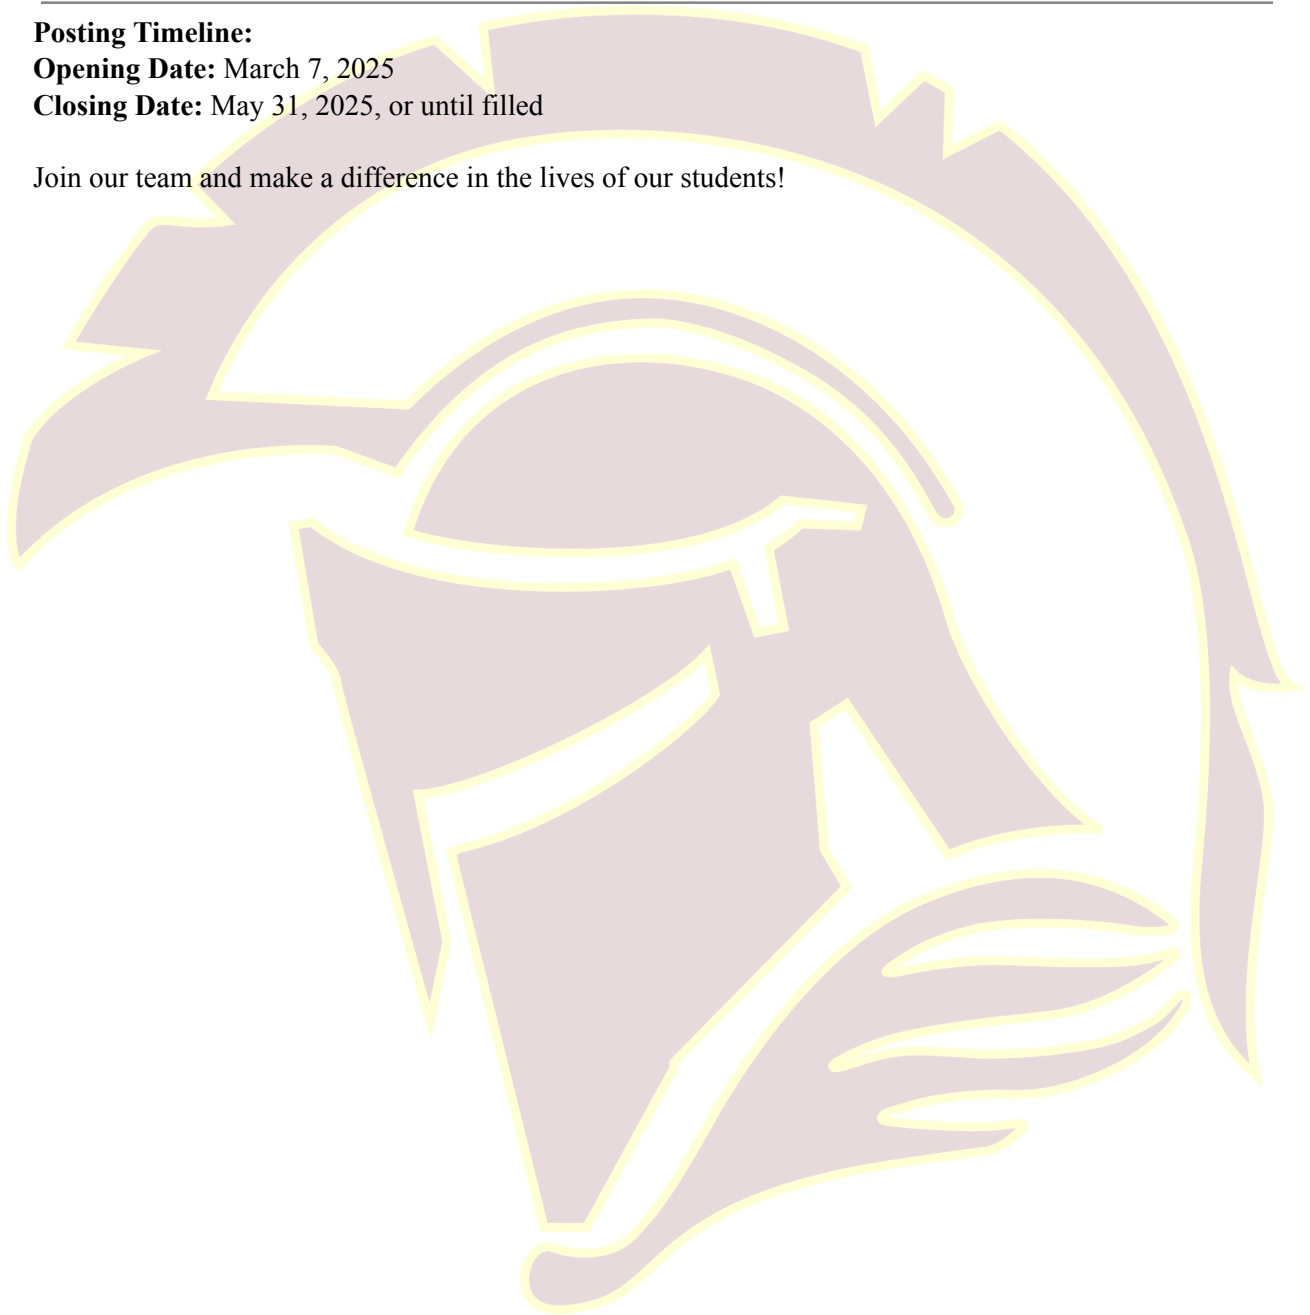 Posting Timeline:
Opening Date: March 7, 2025
Closing Date: May 31, 2025, or until filled
Join our team and make a difference in the lives of our students!